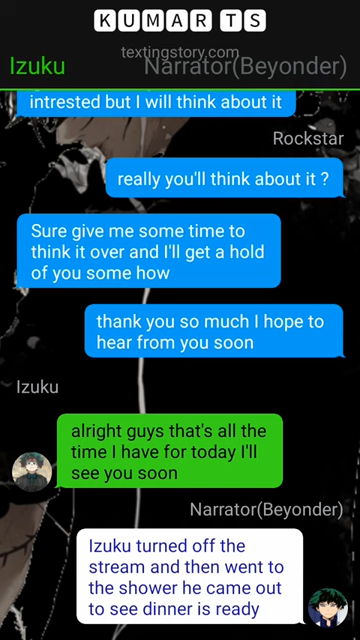 KUMAR TS
textingstory.com
Izuku
Narrator(Beyonder)
intrested but I will think about it
Rockstar
really you'll think about it ?
Sure give me some time to
think it over and I'll get a hold
of you some how
thank you so much I hope to
hear from you soon
Izuku
alright guys that's all the
time I have for today I'll
see you soon
Narrator(Beyonder)
Izuku turned off the
stream and then went to
the shower he came out
to see dinner is ready